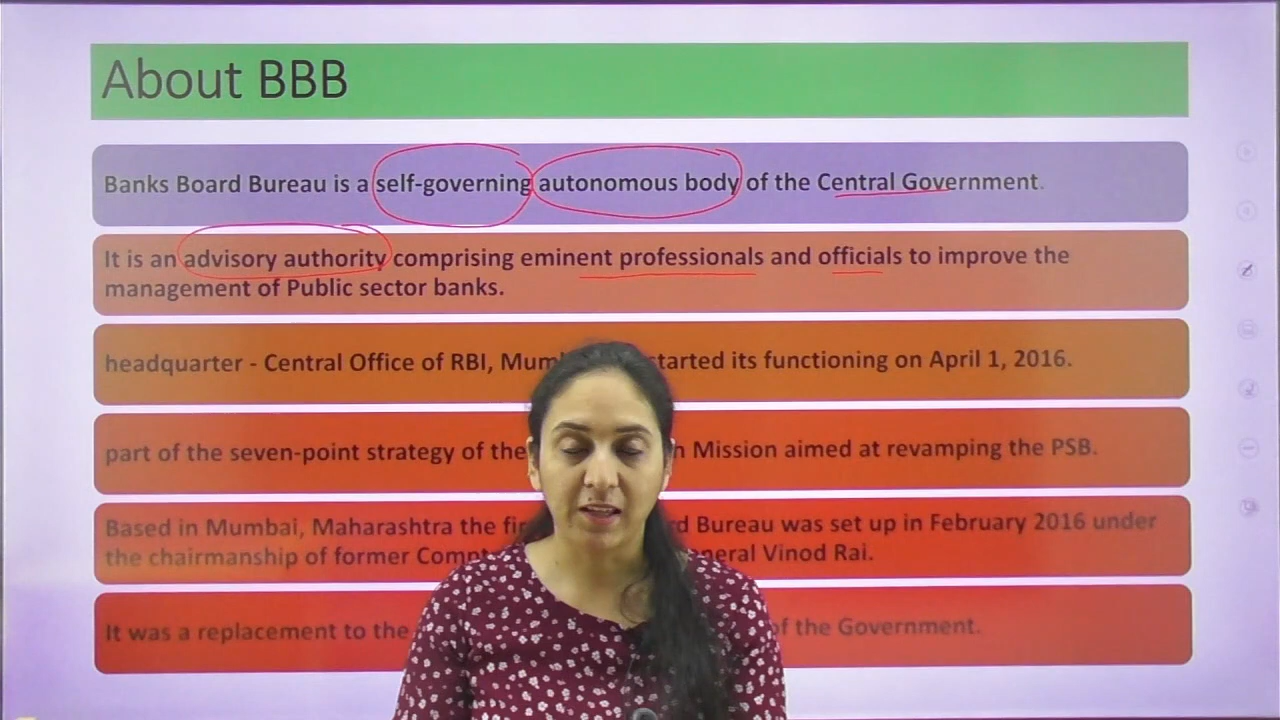 About BBB
Banks Board Bureau is a self-governing autonomous body of the Central Government.
It is an advisory authority comprising eminent professionals and officials to improve the
management of Public sector banks.
headquarter - Central Office of RBI, started its functioning on April 1, 2016.
part of the seven-point strategy of the Mission aimed at revamping the PSB.
Based in Mumbai, Maharashtra the Bureau was set up in February 2016 under
the chairmanship of former Vinod Rai.
It was a replacement to the of the Government.